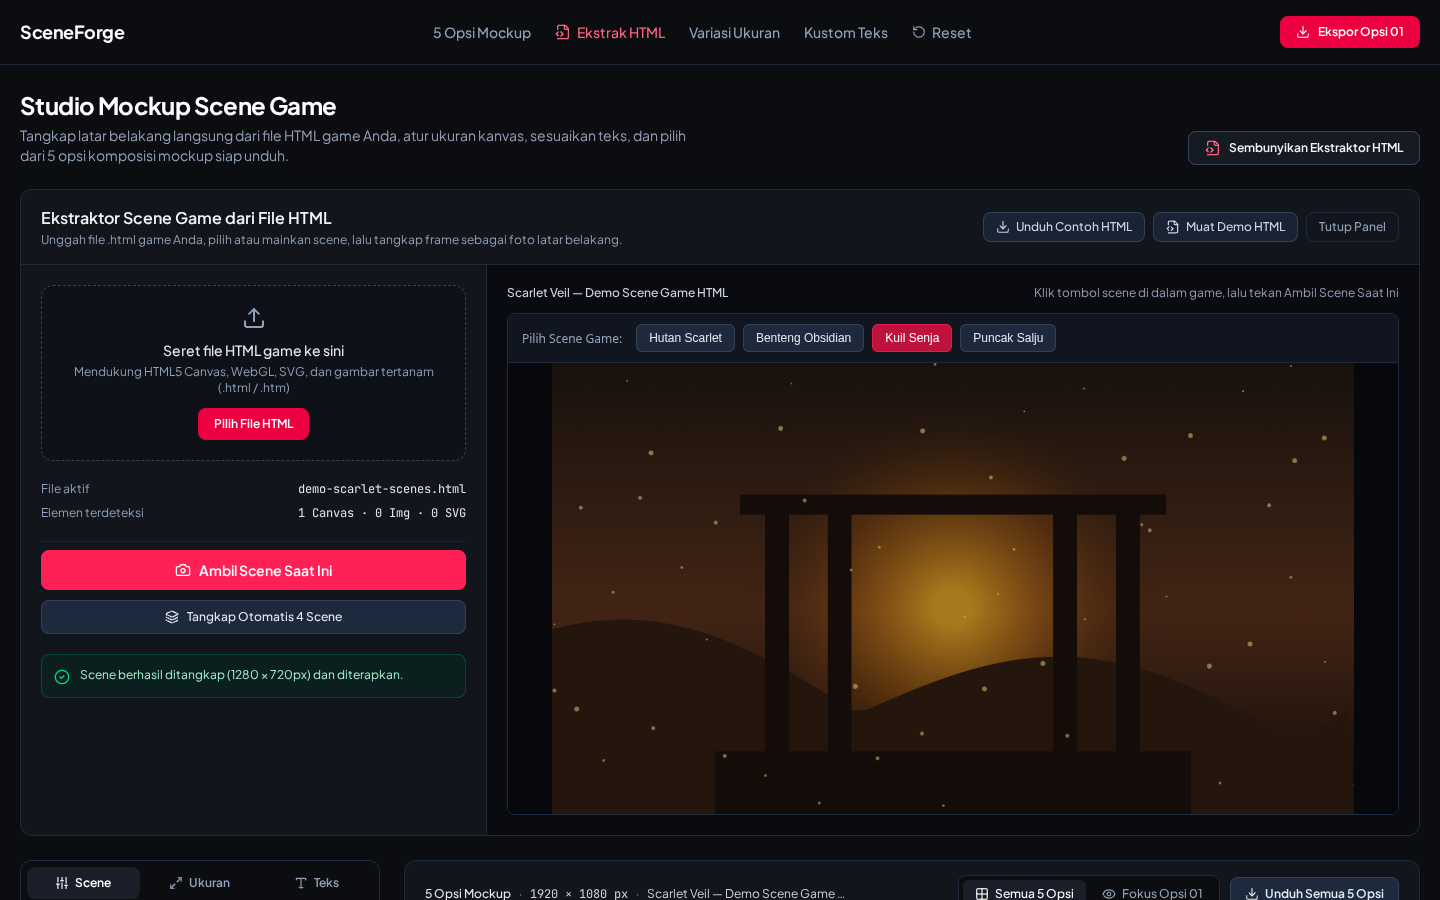 SceneForge
5 Opsi Mockup
Ekstrak HTML
Variasi Ukuran
Kustom Teks
Reset
Ekspor Opsi 01
Studio Mockup Scene Game
Tangkap latar belakang langsung dari file HTML game Anda, atur ukuran kanvas, sesuaikan teks, dan pilih
dari 5 opsi komposisi mockup siap unduh.
Sembunyikan Ekstraktor HTML
Ekstraktor Scene Game dari File HTML
Unggah file .html game Anda, pilih atau mainkan scene, lalu tangkap frame sebagai foto latar belakang.
Unduh Contoh HTML
Muat Demo HTML
Tutup Panel
Seret file HTML game ke sini
Mendukung HTML5 Canvas, WebGL, SVG, dan gambar tertanam
(.html / .htm)
Pilih File HTML
File aktif
demo-scarlet-scenes.html
Elemen terdeteksi
1 Canvas · 0 Img · 0 SVG
Ambil Scene Saat Ini
Tangkap Otomatis 4 Scene
Scene berhasil ditangkap (1280 × 720px) dan diterapkan.
Scarlet Veil — Demo Scene Game HTML
Klik tombol scene di dalam game, lalu tekan Ambil Scene Saat Ini
Pilih Scene Game:
Hutan Scarlet
Benteng Obsidian
Kuil Senja
Puncak Salju
Scene
Ukuran
Teks
5 Opsi Mockup · 1920 × 1080 px · Scarlet Veil — Demo Scene Game ...
Semua 5 Opsi
Fokus Opsi 01
Unduh Semua 5 Opsi